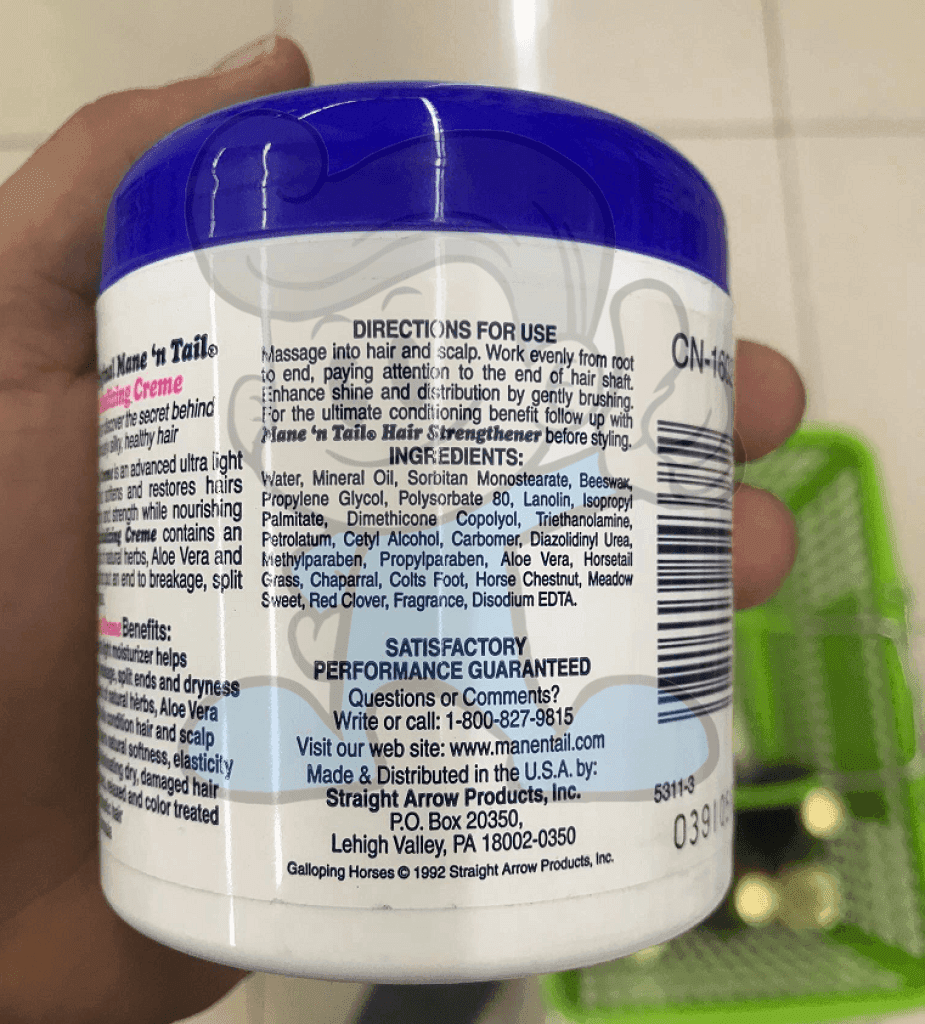 Mane 'n Tail®
Creme
the secret behind
silky, healthy hair
is an advanced ultra light
and restores hairs
strength while nourishing
Creme contains an
natural herbs, Aloe Vera and
an end to breakage, split
Benefits:
moisturizer helps
split ends and dryness
natural herbs, Aloe Vera
condition hair and scalp
natural softness, elasticity
dry, damaged hair
and color treated
hair
DIRECTIONS FOR USE
Massage into hair and scalp. Work evenly from root
to end, paying attention to the end of hair shaft.
Enhance shine and distribution by gently brushing.
For the ultimate conditioning benefit follow up with
Mane 'n Tail® Hair Strengthener before styling.
INGREDIENTS:
Water, Mineral Oil, Sorbitan Monostearate, Beeswax,
Propylene Glycol, Polysorbate 80, Lanolin, Isopropyl
Palmitate, Dimethicone Copolyol, Triethanolamine,
Petrolatum, Cetyl Alcohol, Carbomer, Diazolidinyl Urea,
Methylparaben, Propylparaben, Aloe Vera, Horsetail
Grass, Chaparral, Colts Foot, Horse Chestnut, Meadow
Sweet, Red Clover, Fragrance, Disodium EDTA.
SATISFACTORY
PERFORMANCE GUARANTEED
Questions or Comments?
Write or call: 1-800-827-9815
Visit our web site: www.manentail.com
Made & Distributed in the U.S.A. by:
Straight Arrow Products, Inc.
P.O. Box 20350,
Lehigh Valley, PA 18002-0350
Galloping Horses © 1992 Straight Arrow Products, Inc.
5311-3